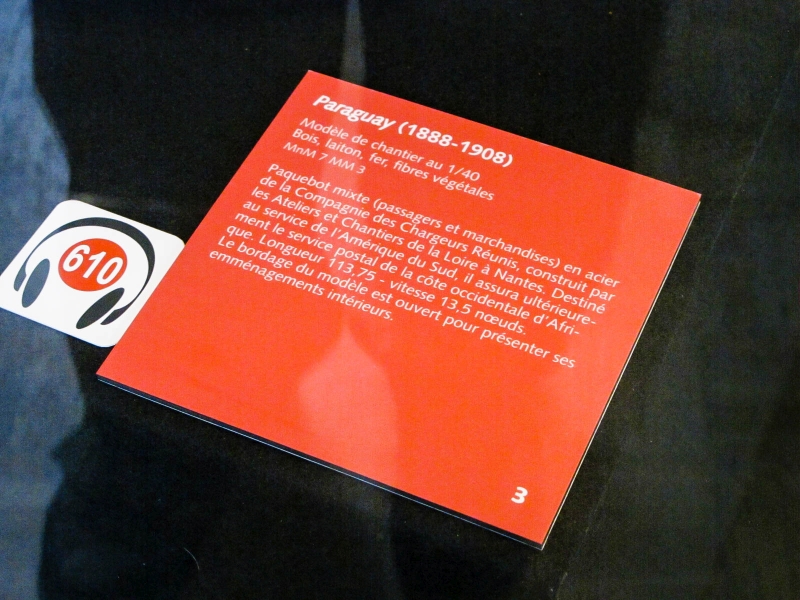 Paraguay (1888-1908)
Modèle de chantier au 1/40
Bois, laiton, fer, fibres végétales
MnM 7 MM 3
Paquebot mixte (passagers et marchandises) en acier
de la Compagnie des Chargeurs Réunis, construit par
les Ateliers et Chantiers de la Loire à Nantes. Destiné
au service de l'Amérique du Sud, il assura ultérieure-
ment le service postal de la côte occidentale d'Afri-
que. Longueur 113,75 - vitesse 13,5 nœuds.
Le bordage du modèle est ouvert pour présenter ses
emménagements intérieurs.
3
610